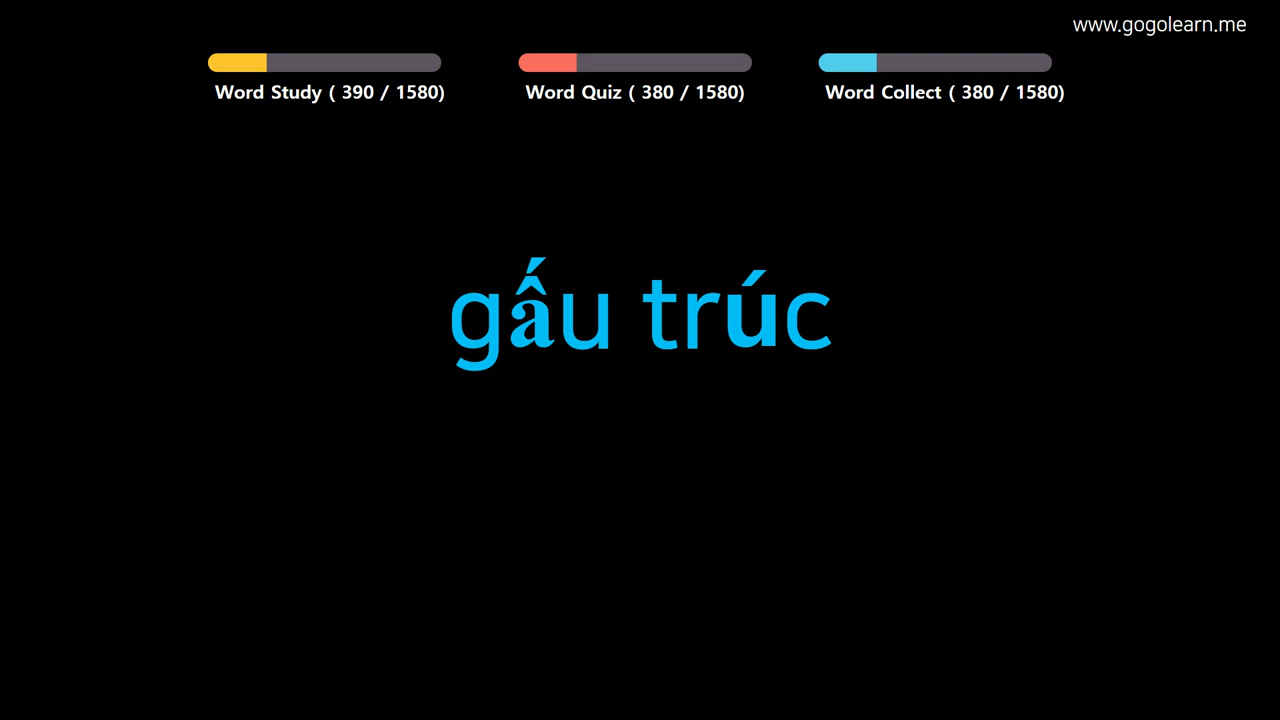 www.gogolearn.me
Word Study ( 390 / 1580)
Word Quiz ( 380 / 1580)
Word Collect ( 380 / 1580)
gấu trúc